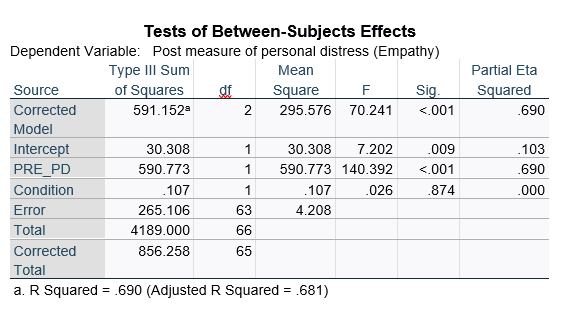 Tests of Between-Subjects Effects
Dependent Variable: Post measure of personal distress (Empathy)
Source Type III Sum of Squares df Mean Square F Sig. Partial Eta Squared
Corrected Model 591.152ᵃ 2 295.576 70.241 <.001 .690
Intercept 30.308 1 30.308 7.202 .009 .103
PRE_PD 590.773 1 590.773 140.392 <.001 .690
Condition .107 1 .107 .026 .874 .000
Error 265.106 63 4.208
Total 4189.000 66
Corrected Total 856.258 65
a. R Squared = .690 (Adjusted R Squared = .681)